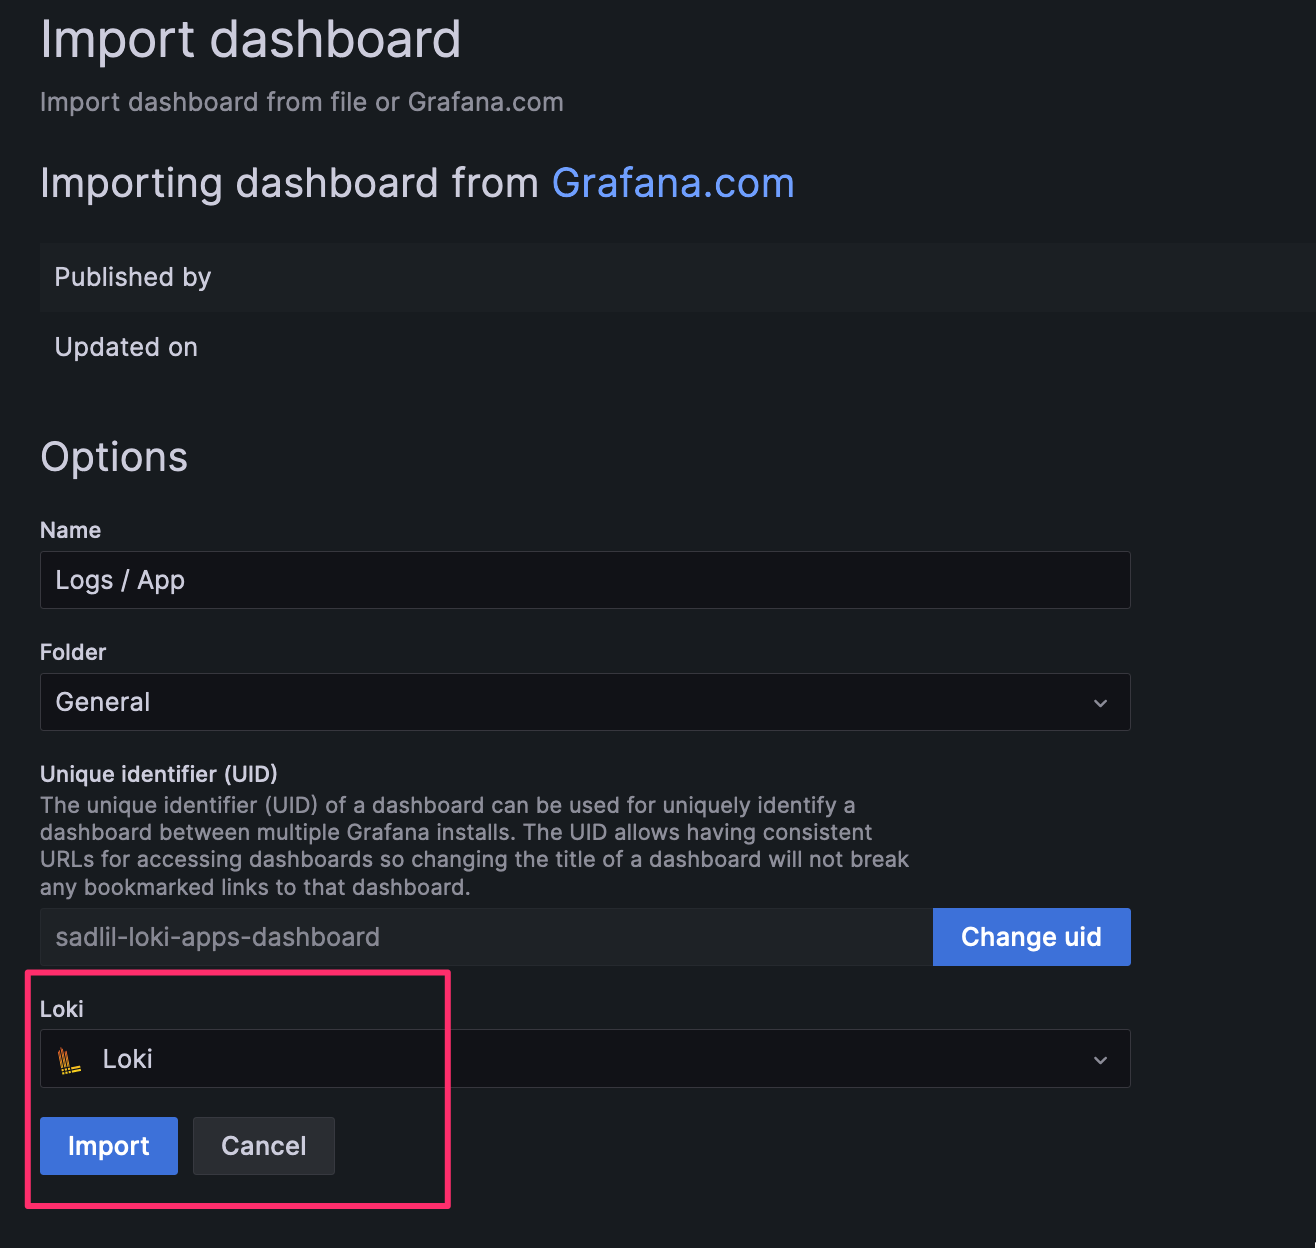 Import dashboard
Import dashboard from file or Grafana.com
Importing dashboard from Grafana.com
Published by
Updated on
Options
Name
Logs / App
Folder
General
Unique identifier (UID)
The unique identifier (UID) of a dashboard can be used for uniquely identify a
dashboard between multiple Grafana installs. The UID allows having consistent
URLs for accessing dashboards so changing the title of a dashboard will not break
any bookmarked links to that dashboard.
sadlil-loki-apps-dashboard
Change uid
Loki
Loki
Import Cancel